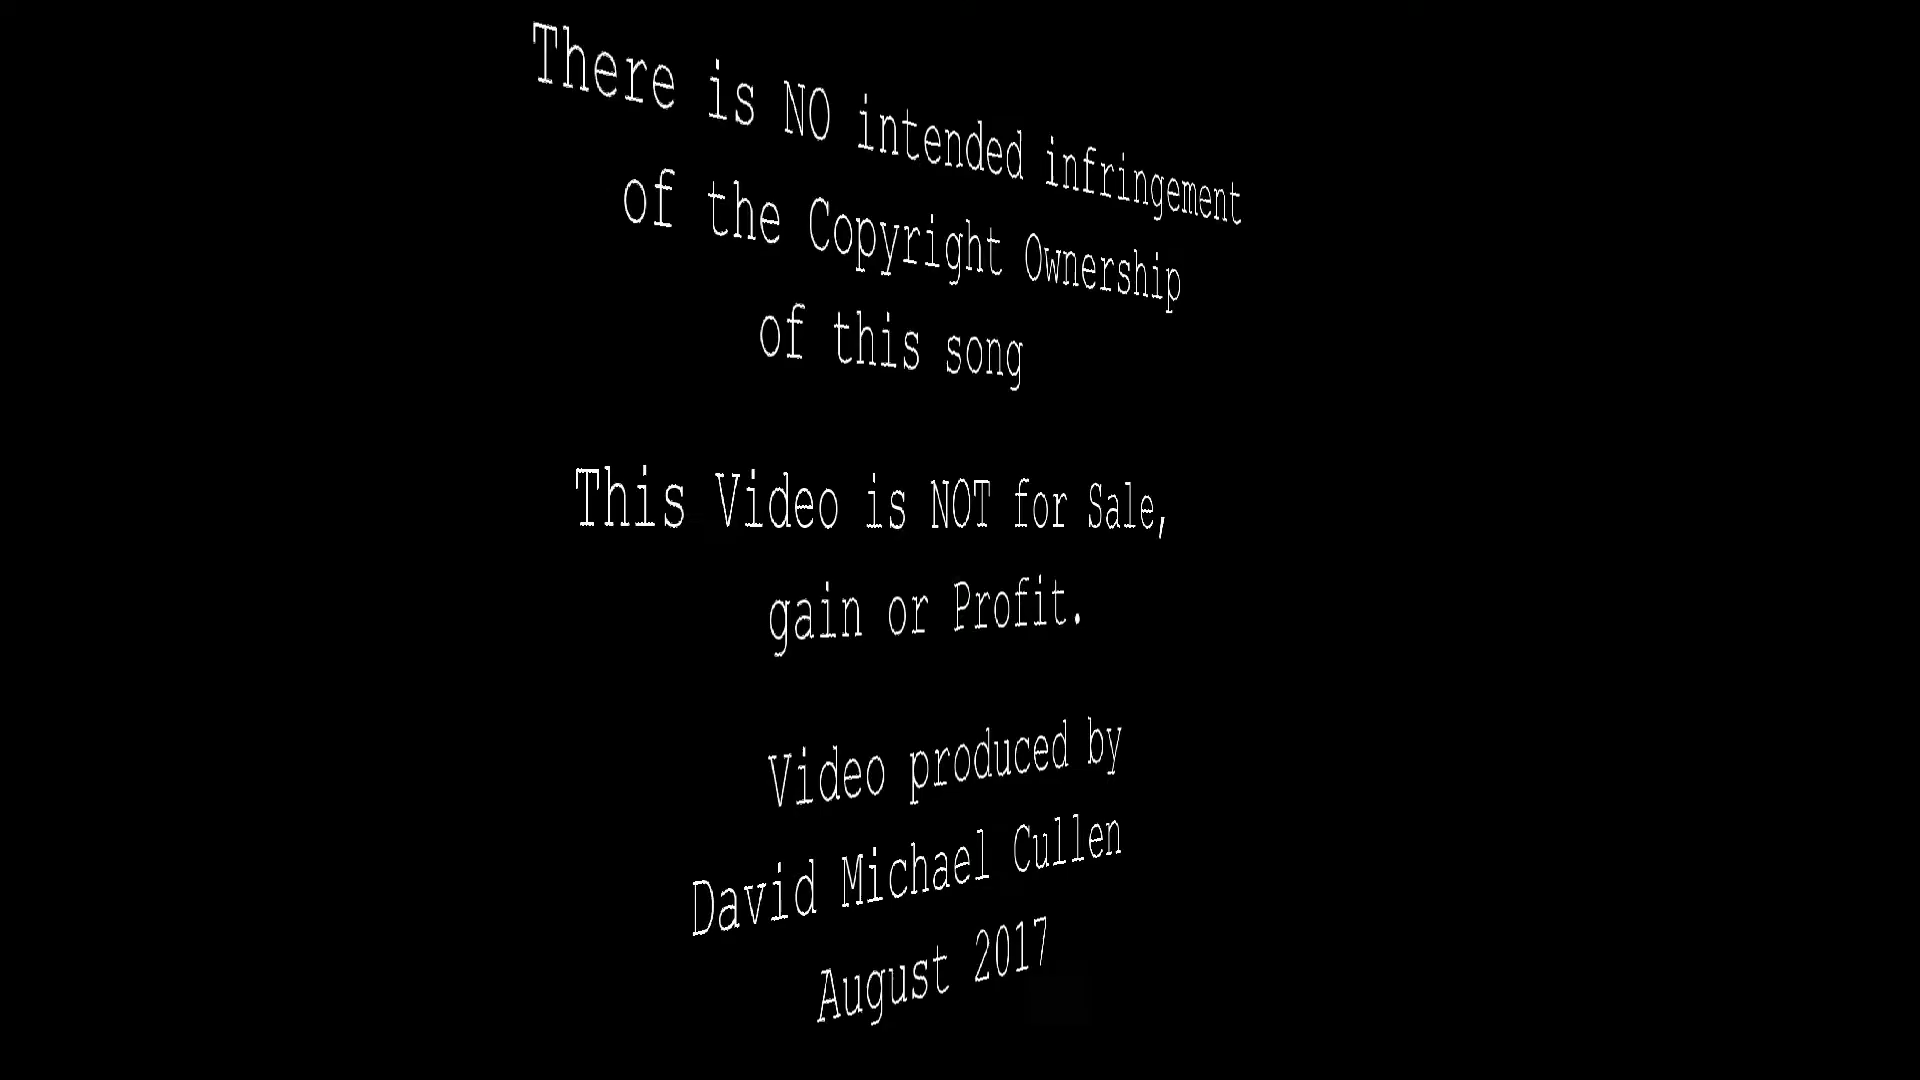 There is NO intended infringement
of the Copyright Ownership
of this song
This Video is NOT for Sale,
gain or Profit.
Video produced by
David Michael Cullen
August 2017